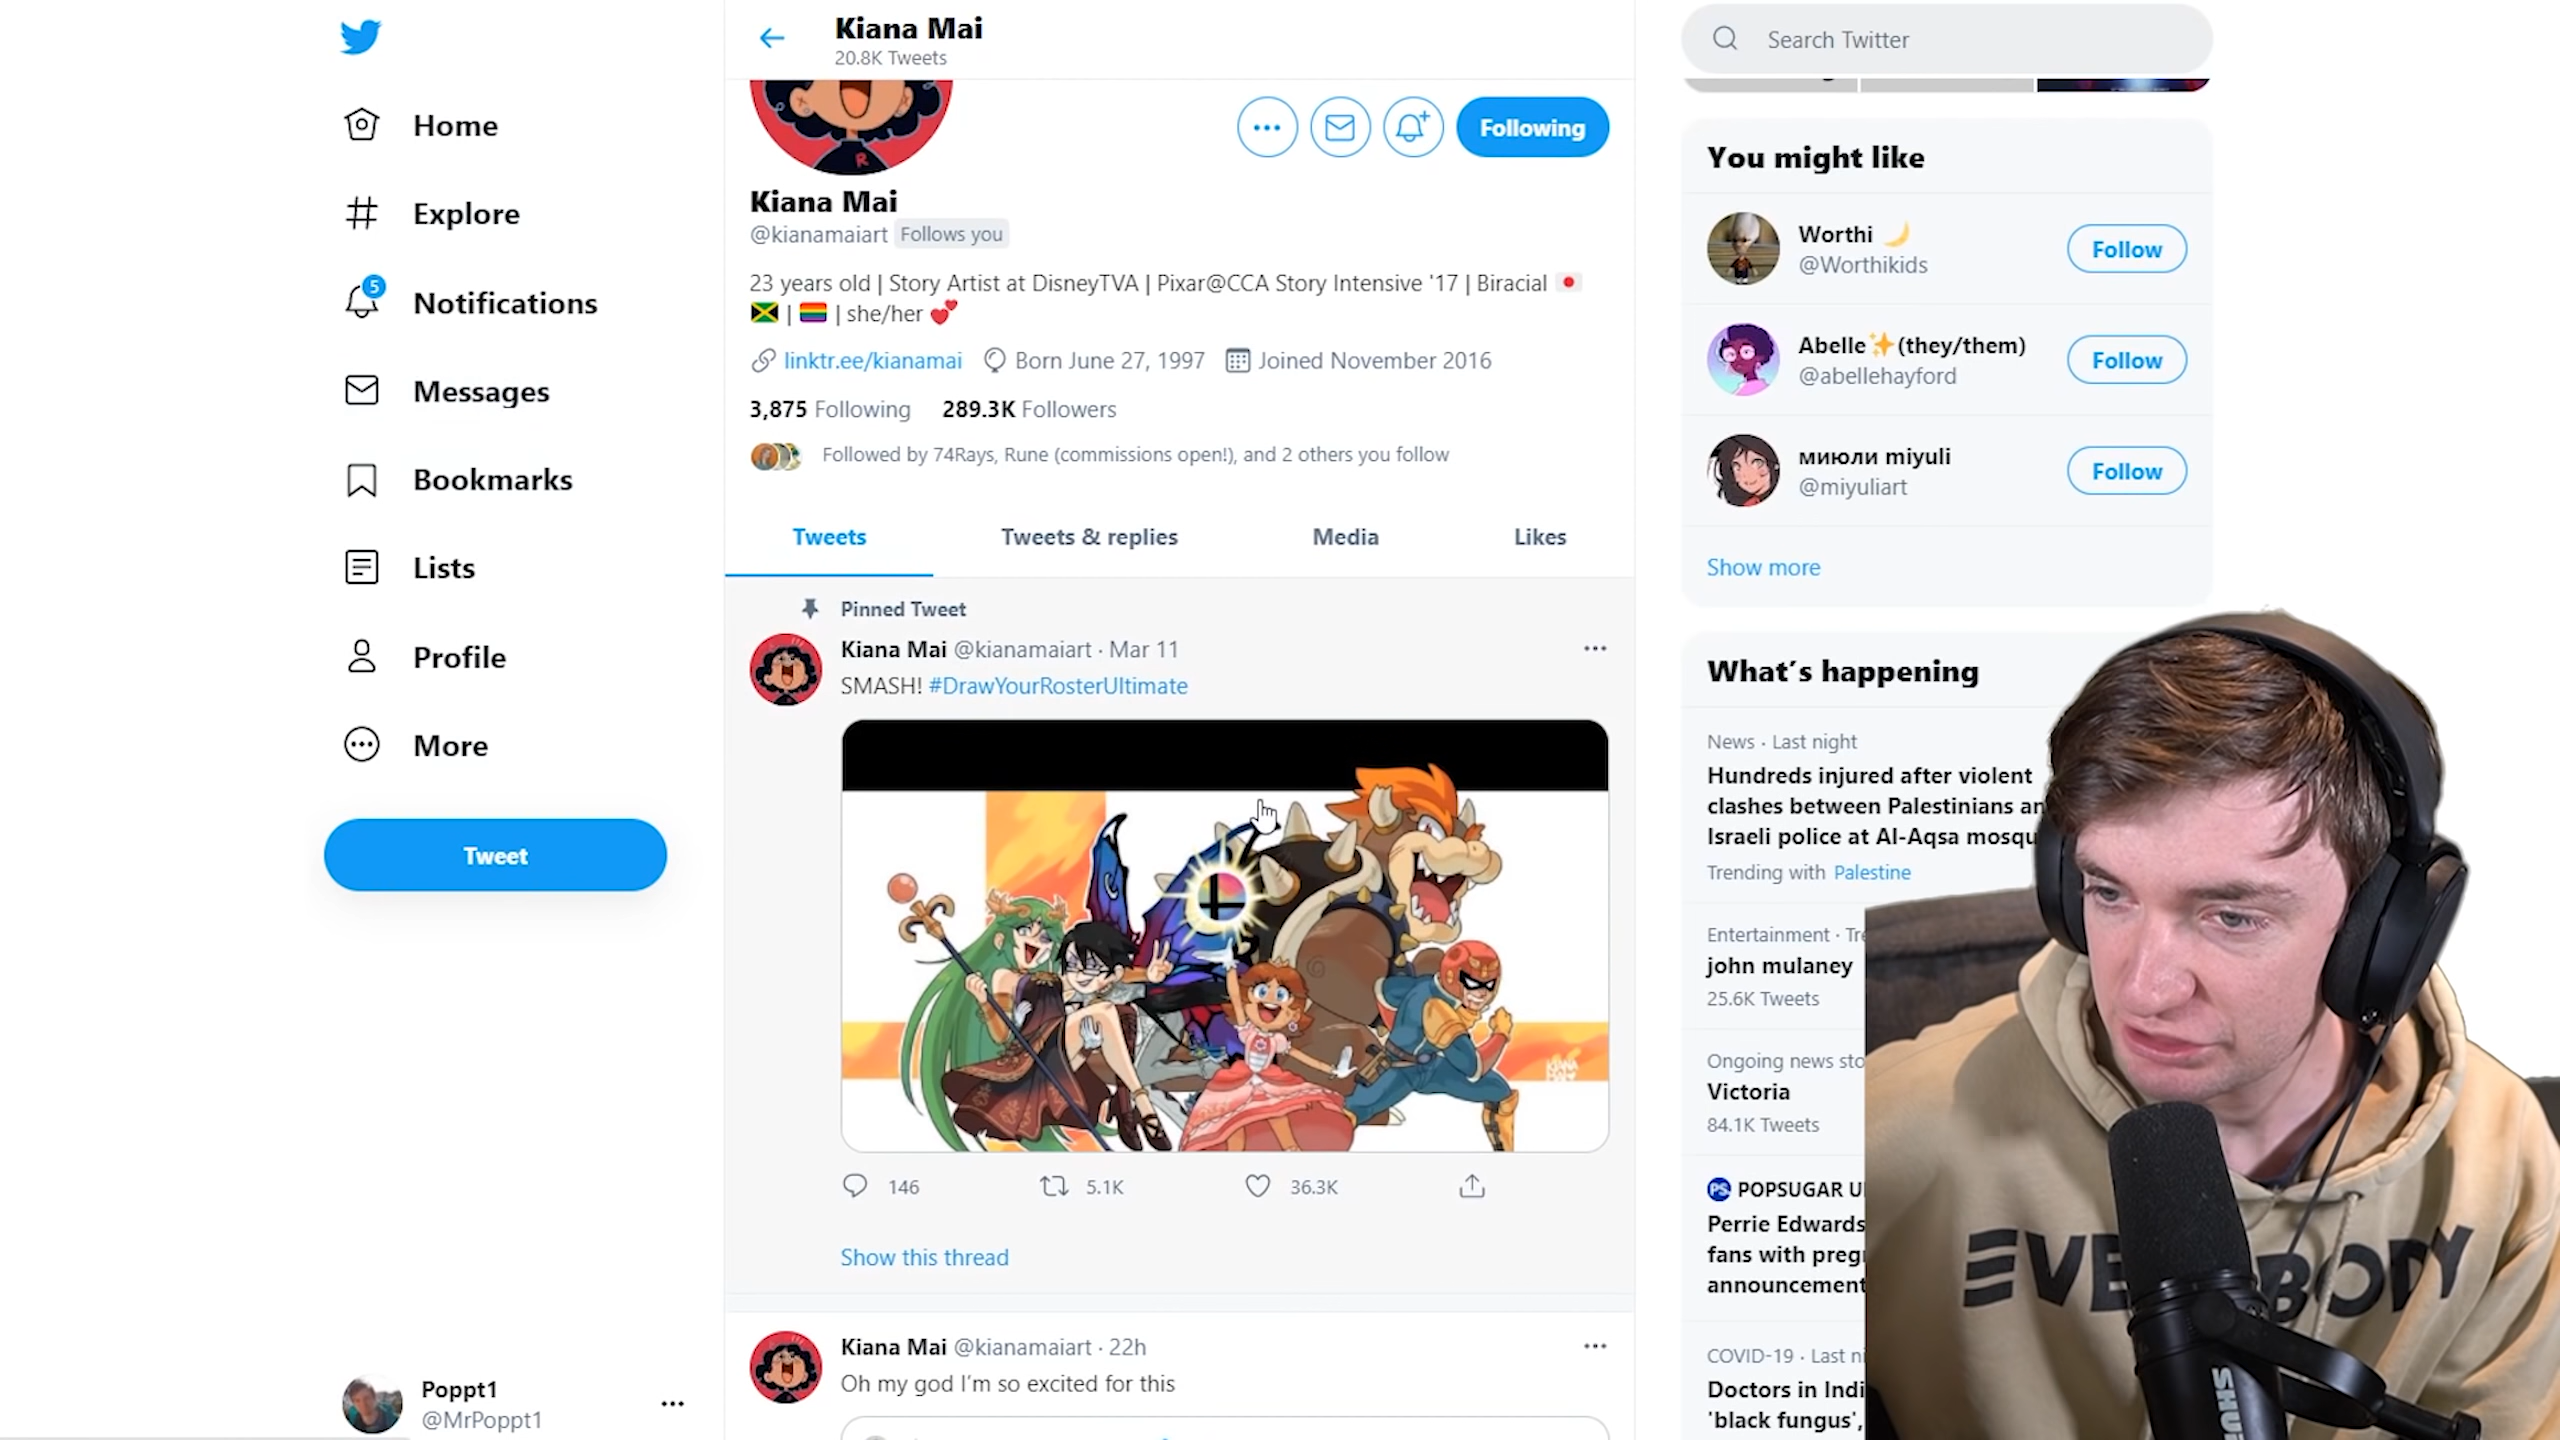 Home
Explore
5
Notifications
Messages
Bookmarks
Lists
Profile
More
Tweet
Poppt1
@MrPoppt1
Kiana Mai
20.8K Tweets
R
Following
Kiana Mai
@kianamaiart Follows you
23 years old | Story Artist at DisneyTVA | Pixar@CCA Story Intensive '17 | Biracial 🇯🇵
🇯🇲 | 🏳️‍🌈 | she/her 💕
linktr.ee/kianamai Born June 27, 1997 Joined November 2016
3,875 Following 289.3K Followers
Followed by 74Rays, Rune (commissions open!), and 2 others you follow
Tweets Tweets & replies Media Likes
Pinned Tweet
Kiana Mai @kianamaiart · Mar 11
SMASH! #DrawYourRosterUltimate
KIANA MAI
146 5.1K 36.3K
Show this thread
Kiana Mai @kianamaiart · 22h
Oh my god I'm so excited for this
Search Twitter
You might like
Worthi 🌙
@Worthikids
Follow
Abelle✨(they/them)
@abellehayford
Follow
миюли miyuli
@miyuliart
Follow
Show more
What's happening
News · Last night
Hundreds injured after violent
clashes between Palestinians an
Israeli police at Al-Aqsa mosqu
Trending with Palestine
Entertainment · Tre
john mulaney
25.6K Tweets
Ongoing news sto
Victoria
84.1K Tweets
PS POPSUGAR U
Perrie Edwards
fans with preg
announcement
COVID-19 · Last ni
Doctors in Indi
'black fungus',
EVE BODY
SHU